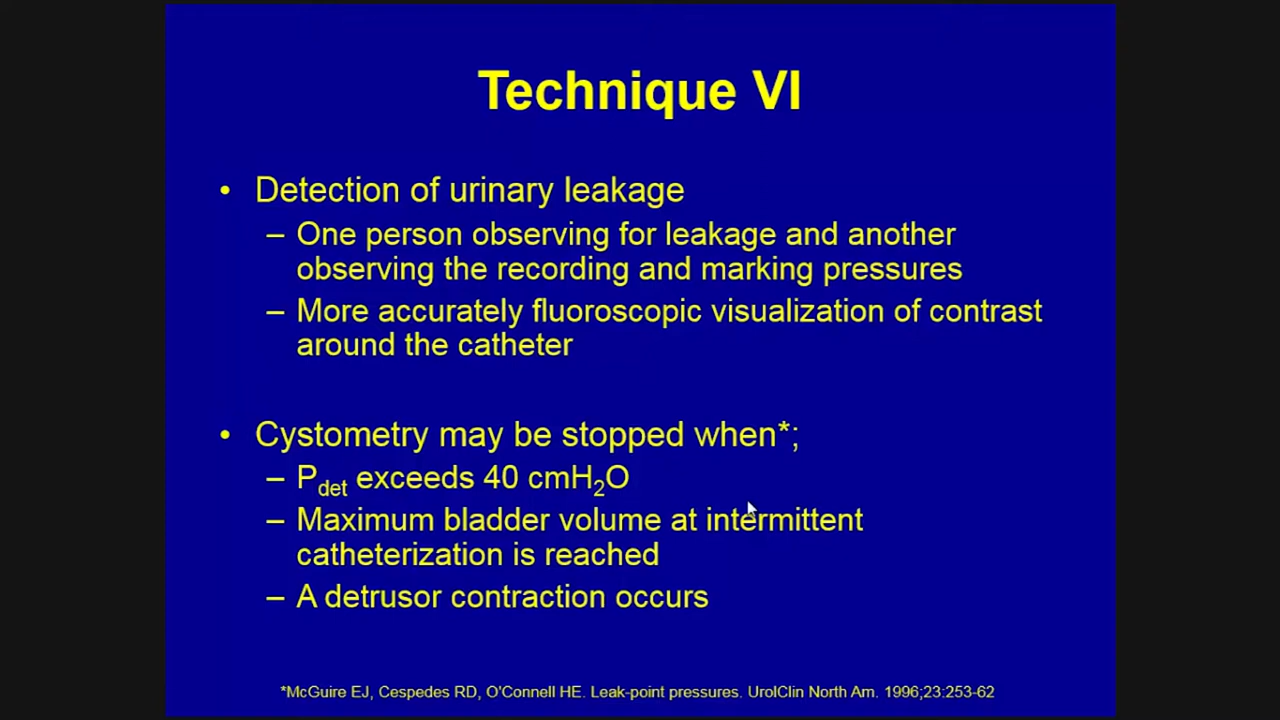 Technique VI
• Detection of urinary leakage
– One person observing for leakage and another
observing the recording and marking pressures
– More accurately fluoroscopic visualization of contrast
around the catheter
• Cystometry may be stopped when*;
– Pdet exceeds 40 cmH2O
– Maximum bladder volume at intermittent
catheterization is reached
– A detrusor contraction occurs
*McGuire EJ, Cespedes RD, O'Connell HE. Leak-point pressures. UrolClin North Am. 1996;23:253-62